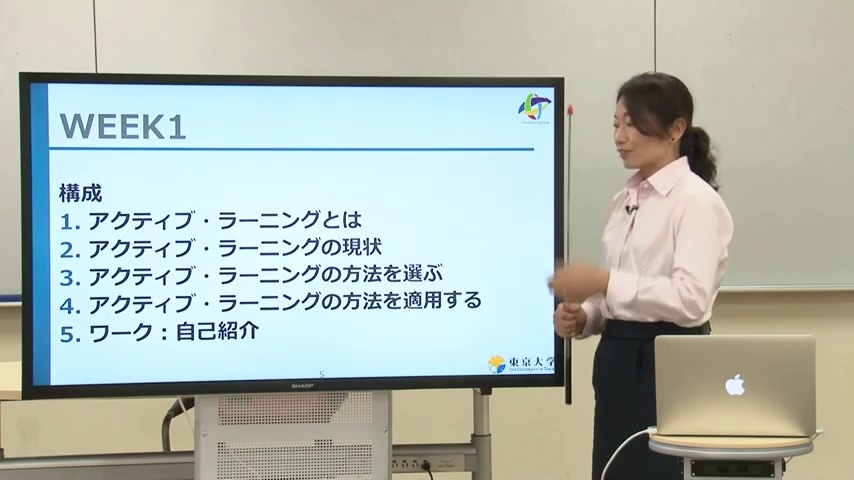 WEEK1
構成
1. アクティブ・ラーニングとは
2. アクティブ・ラーニングの現状
3. アクティブ・ラーニングの方法を選ぶ
4. アクティブ・ラーニングの方法を適用する
5. ワーク：自己紹介
5
東京大学
SHARP